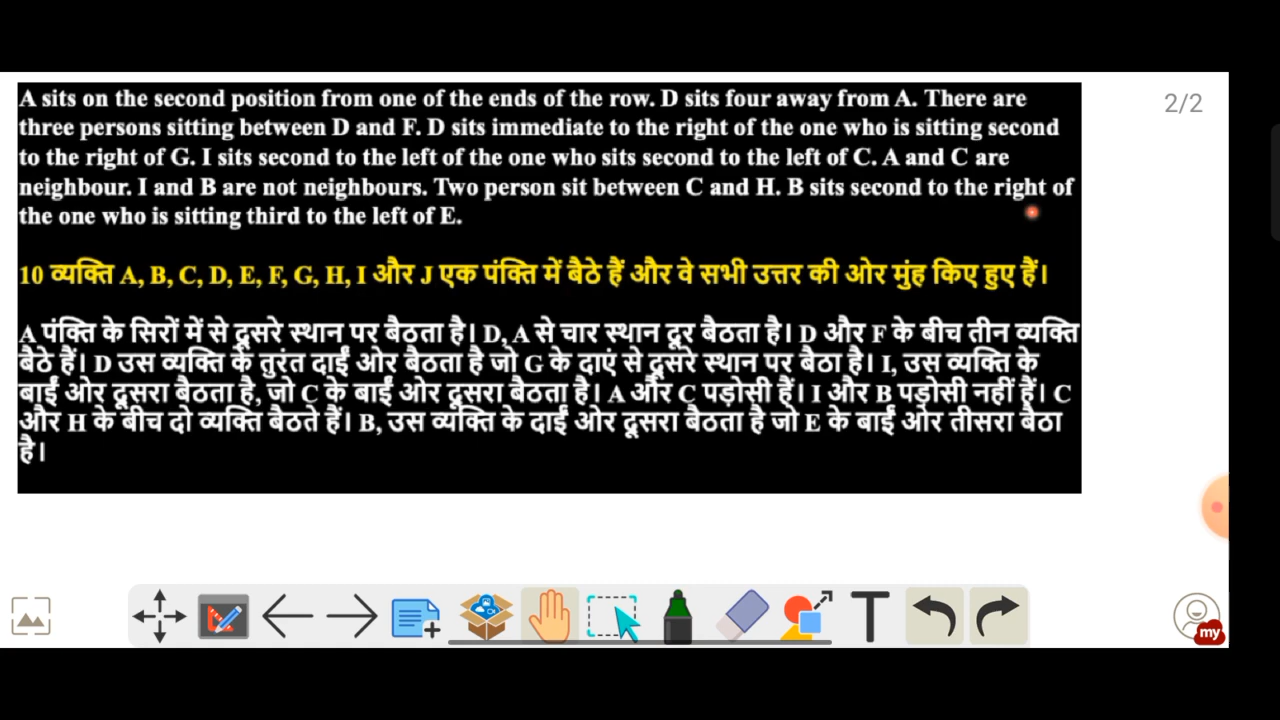 A sits on the second position from one of the ends of the row. D sits four away from A. There are
three persons sitting between D and F. D sits immediate to the right of the one who is sitting second
to the right of G. I sits second to the left of the one who sits second to the left of C. A and C are
neighbour. I and B are not neighbours. Two person sit between C and H. B sits second to the right of
the one who is sitting third to the left of E.
10 व्यक्ति A, B, C, D, E, F, G, H, I और J एक पंक्ति में बैठे हैं और वे सभी उत्तर की ओर मुंह किए हुए हैं।
A पंक्ति के सिरों में से दूसरे स्थान पर बैठता है। D, A से चार स्थान दूर बैठता है। D और F के बीच तीन व्यक्ति
बैठे हैं। D उस व्यक्ति के तुरंत दाईं ओर बैठता है जो G के दाएं से दूसरे स्थान पर बैठा है। I, उस व्यक्ति के
बाईं ओर दूसरा बैठता है, जो C के बाईं ओर दूसरा बैठता है। A और C पड़ोसी हैं। I और B पड़ोसी नहीं हैं। C
और H के बीच दो व्यक्ति बैठते हैं। B, उस व्यक्ति के दाईं ओर दूसरा बैठता है जो E के बाईं ओर तीसरा बैठा
है।
2/2
T
my